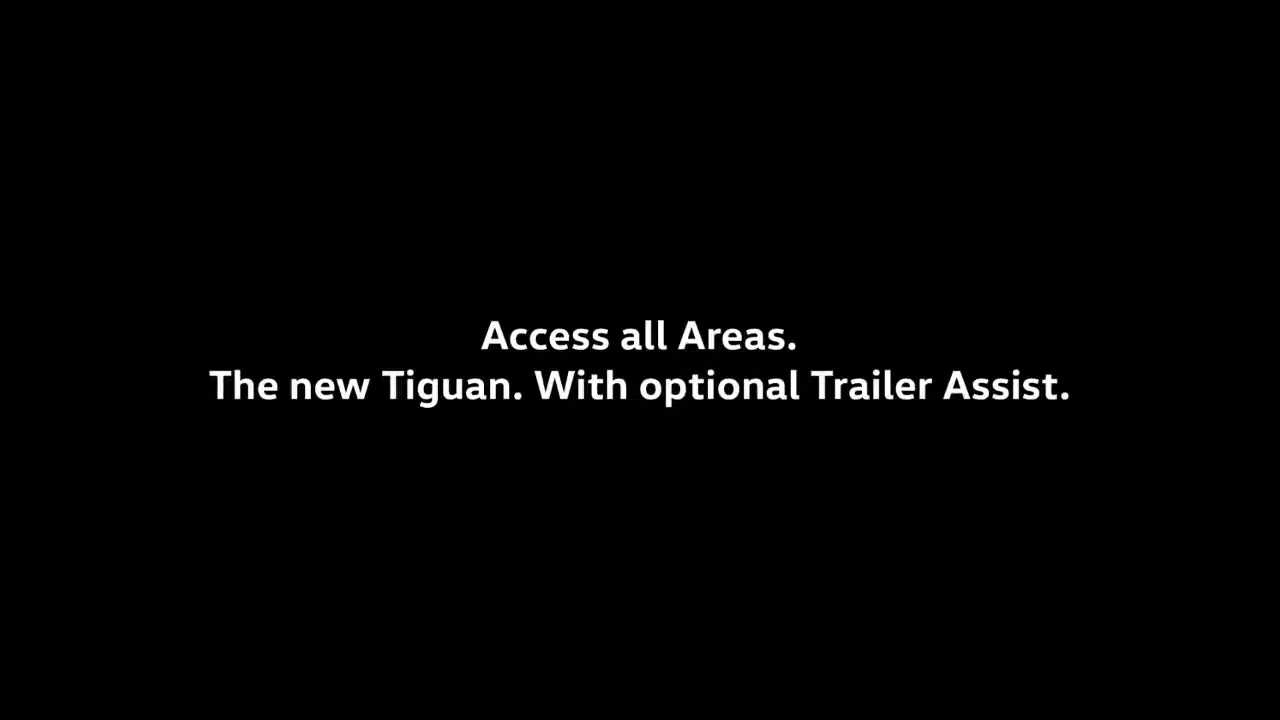 Access all Areas.
The new Tiguan. With optional Trailer Assist.